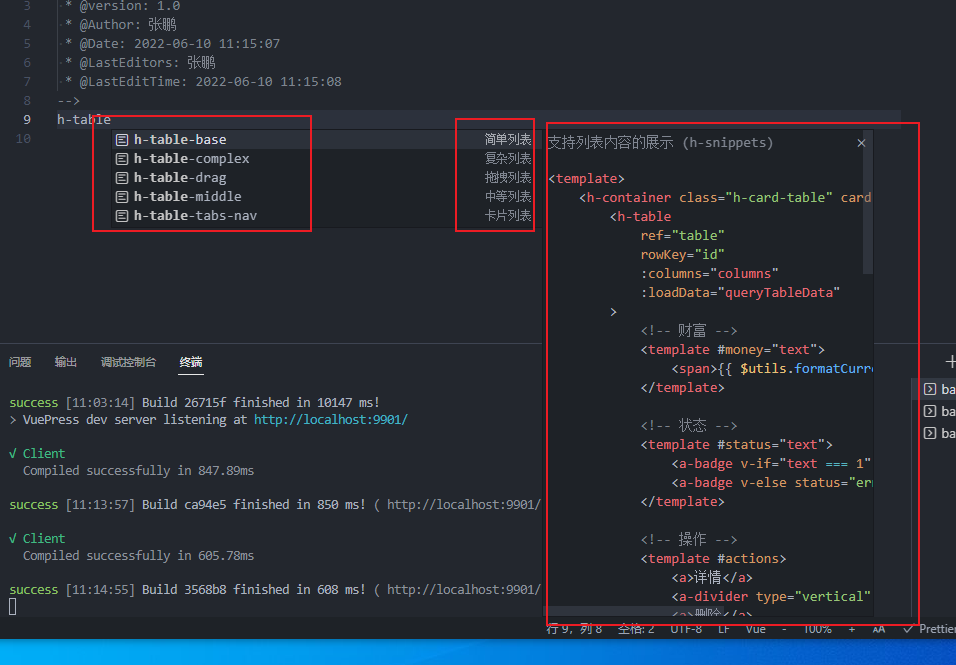 3 * @version: 1.0
4 * @Author: 张鹏
5 * @Date: 2022-06-10 11:15:07
6 * @LastEditors: 张鹏
7 * @LastEditTime: 2022-06-10 11:15:08
8 -->
9 h-table
10
h-table-base 简单列表
h-table-complex 复杂列表
h-table-drag 拖拽列表
h-table-middle 中等列表
h-table-tabs-nav 卡片列表
支持列表内容的展示 (h-snippets) ×
<template>
<h-container class="h-card-table" card
<h-table
ref="table"
rowKey="id"
:columns="columns"
:loadData="queryTableData"
>
<!-- 财富 -->
<template #money="text">
<span>{{ $utils.formatCurre
</template>
<!-- 状态 -->
<template #status="text">
<a-badge v-if="text === 1"
<a-badge v-else status="err
</template>
<!-- 操作 -->
<template #actions>
<a>详情</a>
<a-divider type="vertical"
<a>删除</a>
问题 输出 调试控制台 终端
success [11:03:14] Build 26715f finished in 10147 ms!
> VuePress dev server listening at http://localhost:9901/
√ Client
Compiled successfully in 847.89ms
success [11:13:57] Build ca94e5 finished in 850 ms! ( http://localhost:9901/
√ Client
Compiled successfully in 605.78ms
success [11:14:55] Build 3568b8 finished in 608 ms! ( http://localhost:9901/
ba
ba
ba
行 9，列 8 空格: 2 UTF-8 LF Vue - 100% + AA ✓ Prettier